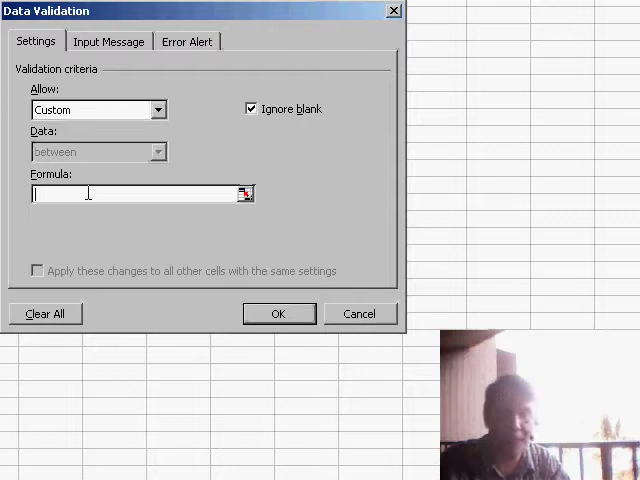 Data Validation
Settings
Input Message
Error Alert
Validation criteria
Allow:
Custom
Ignore blank
Data:
between
Formula:
Apply these changes to all other cells with the same settings
Clear All
OK
Cancel